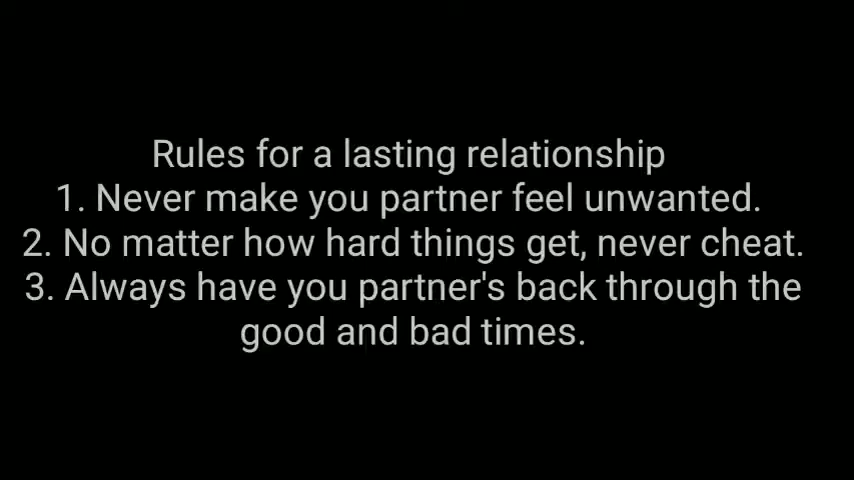 Rules for a lasting relationship
1. Never make you partner feel unwanted.
2. No matter how hard things get, never cheat.
3. Always have you partner's back through the
good and bad times.